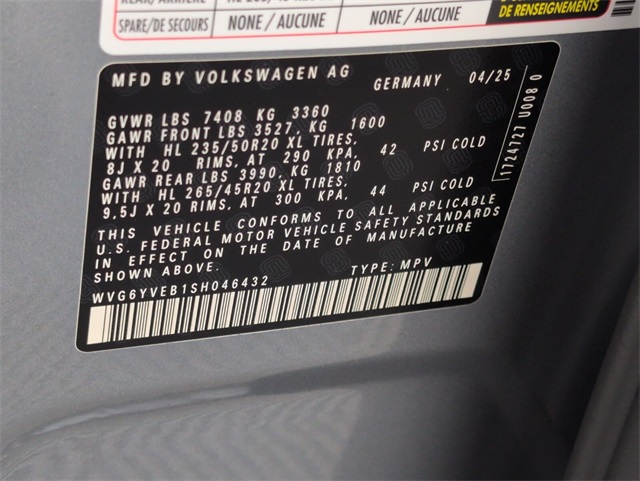 SPARE/DE SECOURS NONE / AUCUNE NONE / AUCUNE
DE RENSEIGNEMENTS
MFD BY VOLKSWAGEN AG GERMANY 04/25
GVWR LBS 7408 KG 3360
GAWR FRONT LBS 3527, KG 1600
WITH HL 235/50R20 XL TIRES,
8J X 20 RIMS, AT 290 KPA, 42 PSI COLD
GAWR REAR LBS 3990, KG 1810
WITH HL 265/45R20 XL TIRES,
9,5J X 20 RIMS, AT 300 KPA, 44 PSI COLD
THIS VEHICLE CONFORMS TO ALL APPLICABLE
U.S. FEDERAL MOTOR VEHICLE SAFETY STANDARDS
IN EFFECT ON THE DATE OF MANUFACTURE
SHOWN ABOVE.
WVG6YVEB1SH046432 TYPE: MPV
1724727 U008 0